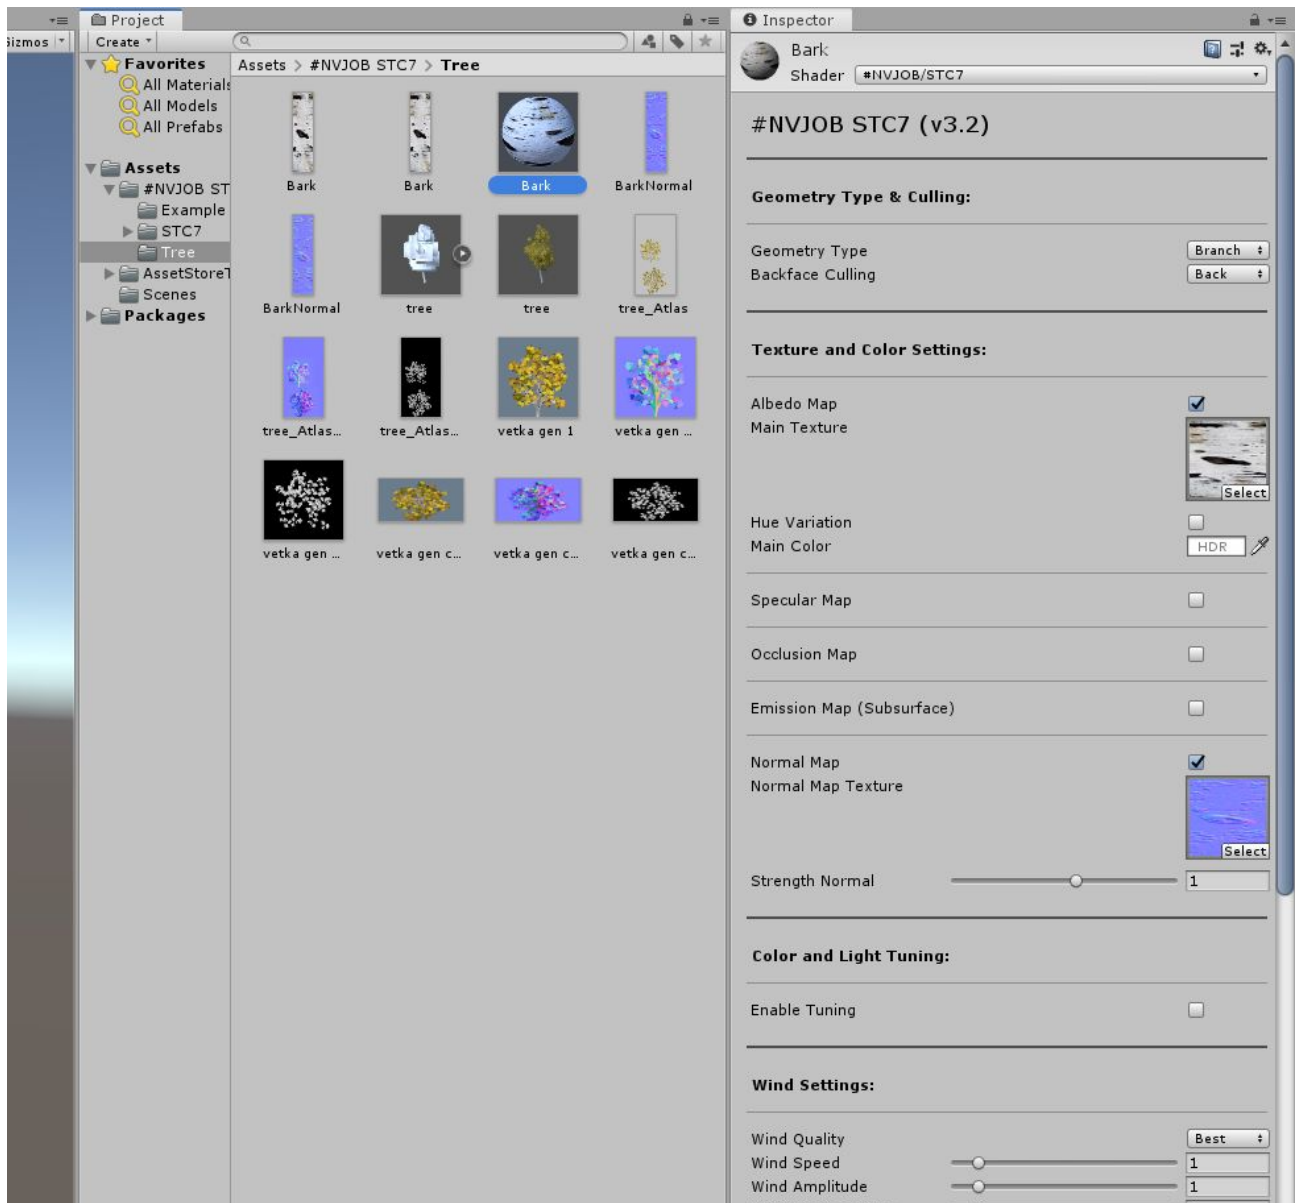 Gizmos
Project
Create
Favorites
All Materials
All Models
All Prefabs
Assets
#NVJOB ST
Example
STC7
Tree
AssetStoreT
Scenes
Packages
Assets > #NVJOB STC7 > Tree
Bark Bark Bark BarkNormal
BarkNormal tree tree tree_Atlas
tree_Atlas... tree_Atlas... vetka gen 1 vetka gen ...
vetka gen ... vetka gen c... vetka gen c... vetka gen c...
Inspector
Bark
Shader #NVJOB/STC7
#NVJOB STC7 (v3.2)
Geometry Type & Culling:
Geometry Type Branch
Backface Culling Back
Texture and Color Settings:
Albedo Map
Main Texture
Select
Hue Variation
Main Color HDR
Specular Map
Occlusion Map
Emission Map (Subsurface)
Normal Map
Normal Map Texture
Select
Strength Normal 1
Color and Light Tuning:
Enable Tuning
Wind Settings:
Wind Quality Best
Wind Speed 1
Wind Amplitude 1